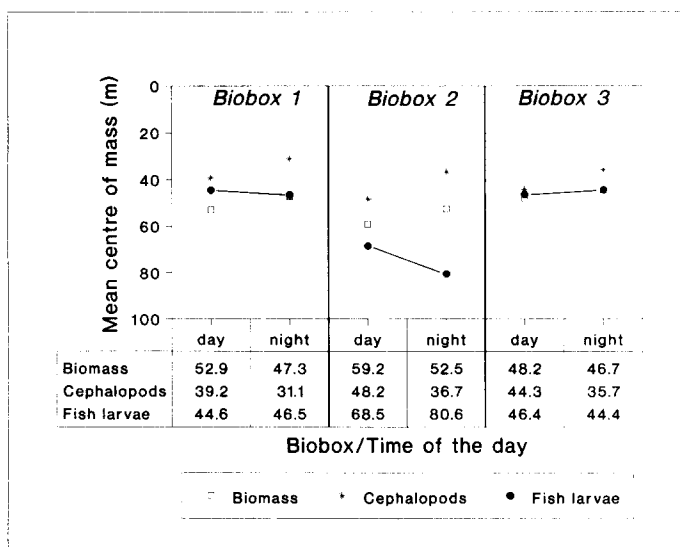 Mean centre of mass (m)
0
20
40
60
80
100
Biobox 1 Biobox 2 Biobox 3
day night day night day night
Biomass 52.9 47.3 59.2 52.5 48.2 46.7
Cephalopods 39.2 31.1 48.2 36.7 44.3 35.7
Fish larvae 44.6 46.5 68.5 80.6 46.4 44.4
Biobox/Time of the day
Biomass Cephalopods Fish larvae